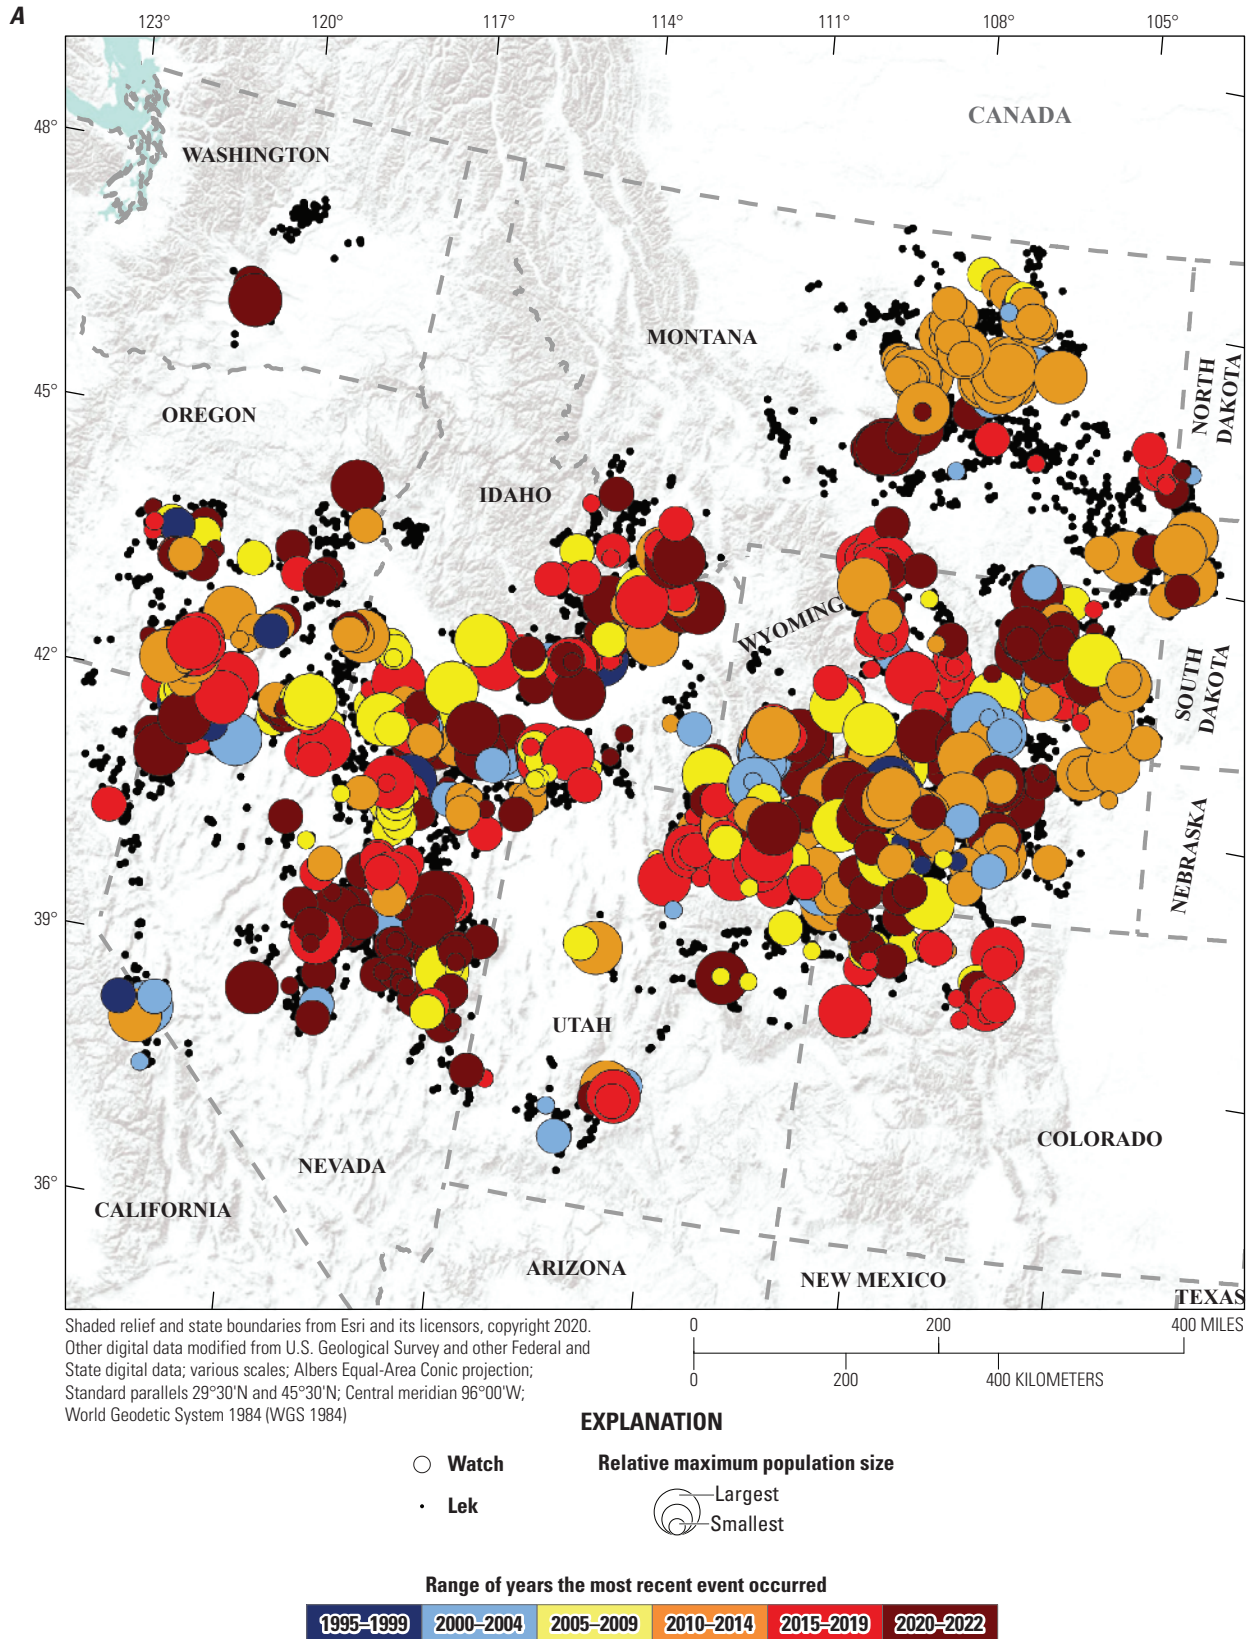 A
123° 120° 117° 114° 111° 108° 105°
CANADA
48°
WASHINGTON
MONTANA
NORTH
DAKOTA
45°
OREGON
IDAHO
WYOMING
42°
SOUTH
DAKOTA
NEBRASKA
39°
UTAH
COLORADO
NEVADA
36°
CALIFORNIA
ARIZONA
NEW MEXICO
TEXAS
Shaded relief and state boundaries from Esri and its licensors, copyright 2020.
Other digital data modified from U.S. Geological Survey and other Federal and
State digital data; various scales; Albers Equal-Area Conic projection;
Standard parallels 29°30'N and 45°30'N; Central meridian 96°00'W;
World Geodetic System 1984 (WGS 1984)
0 200 400 MILES
0 200 400 KILOMETERS
EXPLANATION
Watch
Lek
Relative maximum population size
Largest
Smallest
Range of years the most recent event occurred
1995–1999 2000–2004 2005–2009 2010–2014 2015–2019 2020–2022